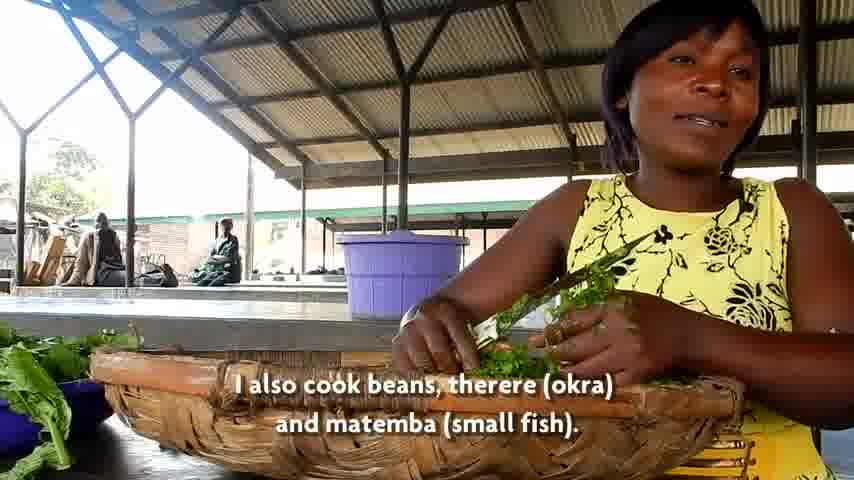 I also cook beans, therere (okra)
and matemba (small fish).